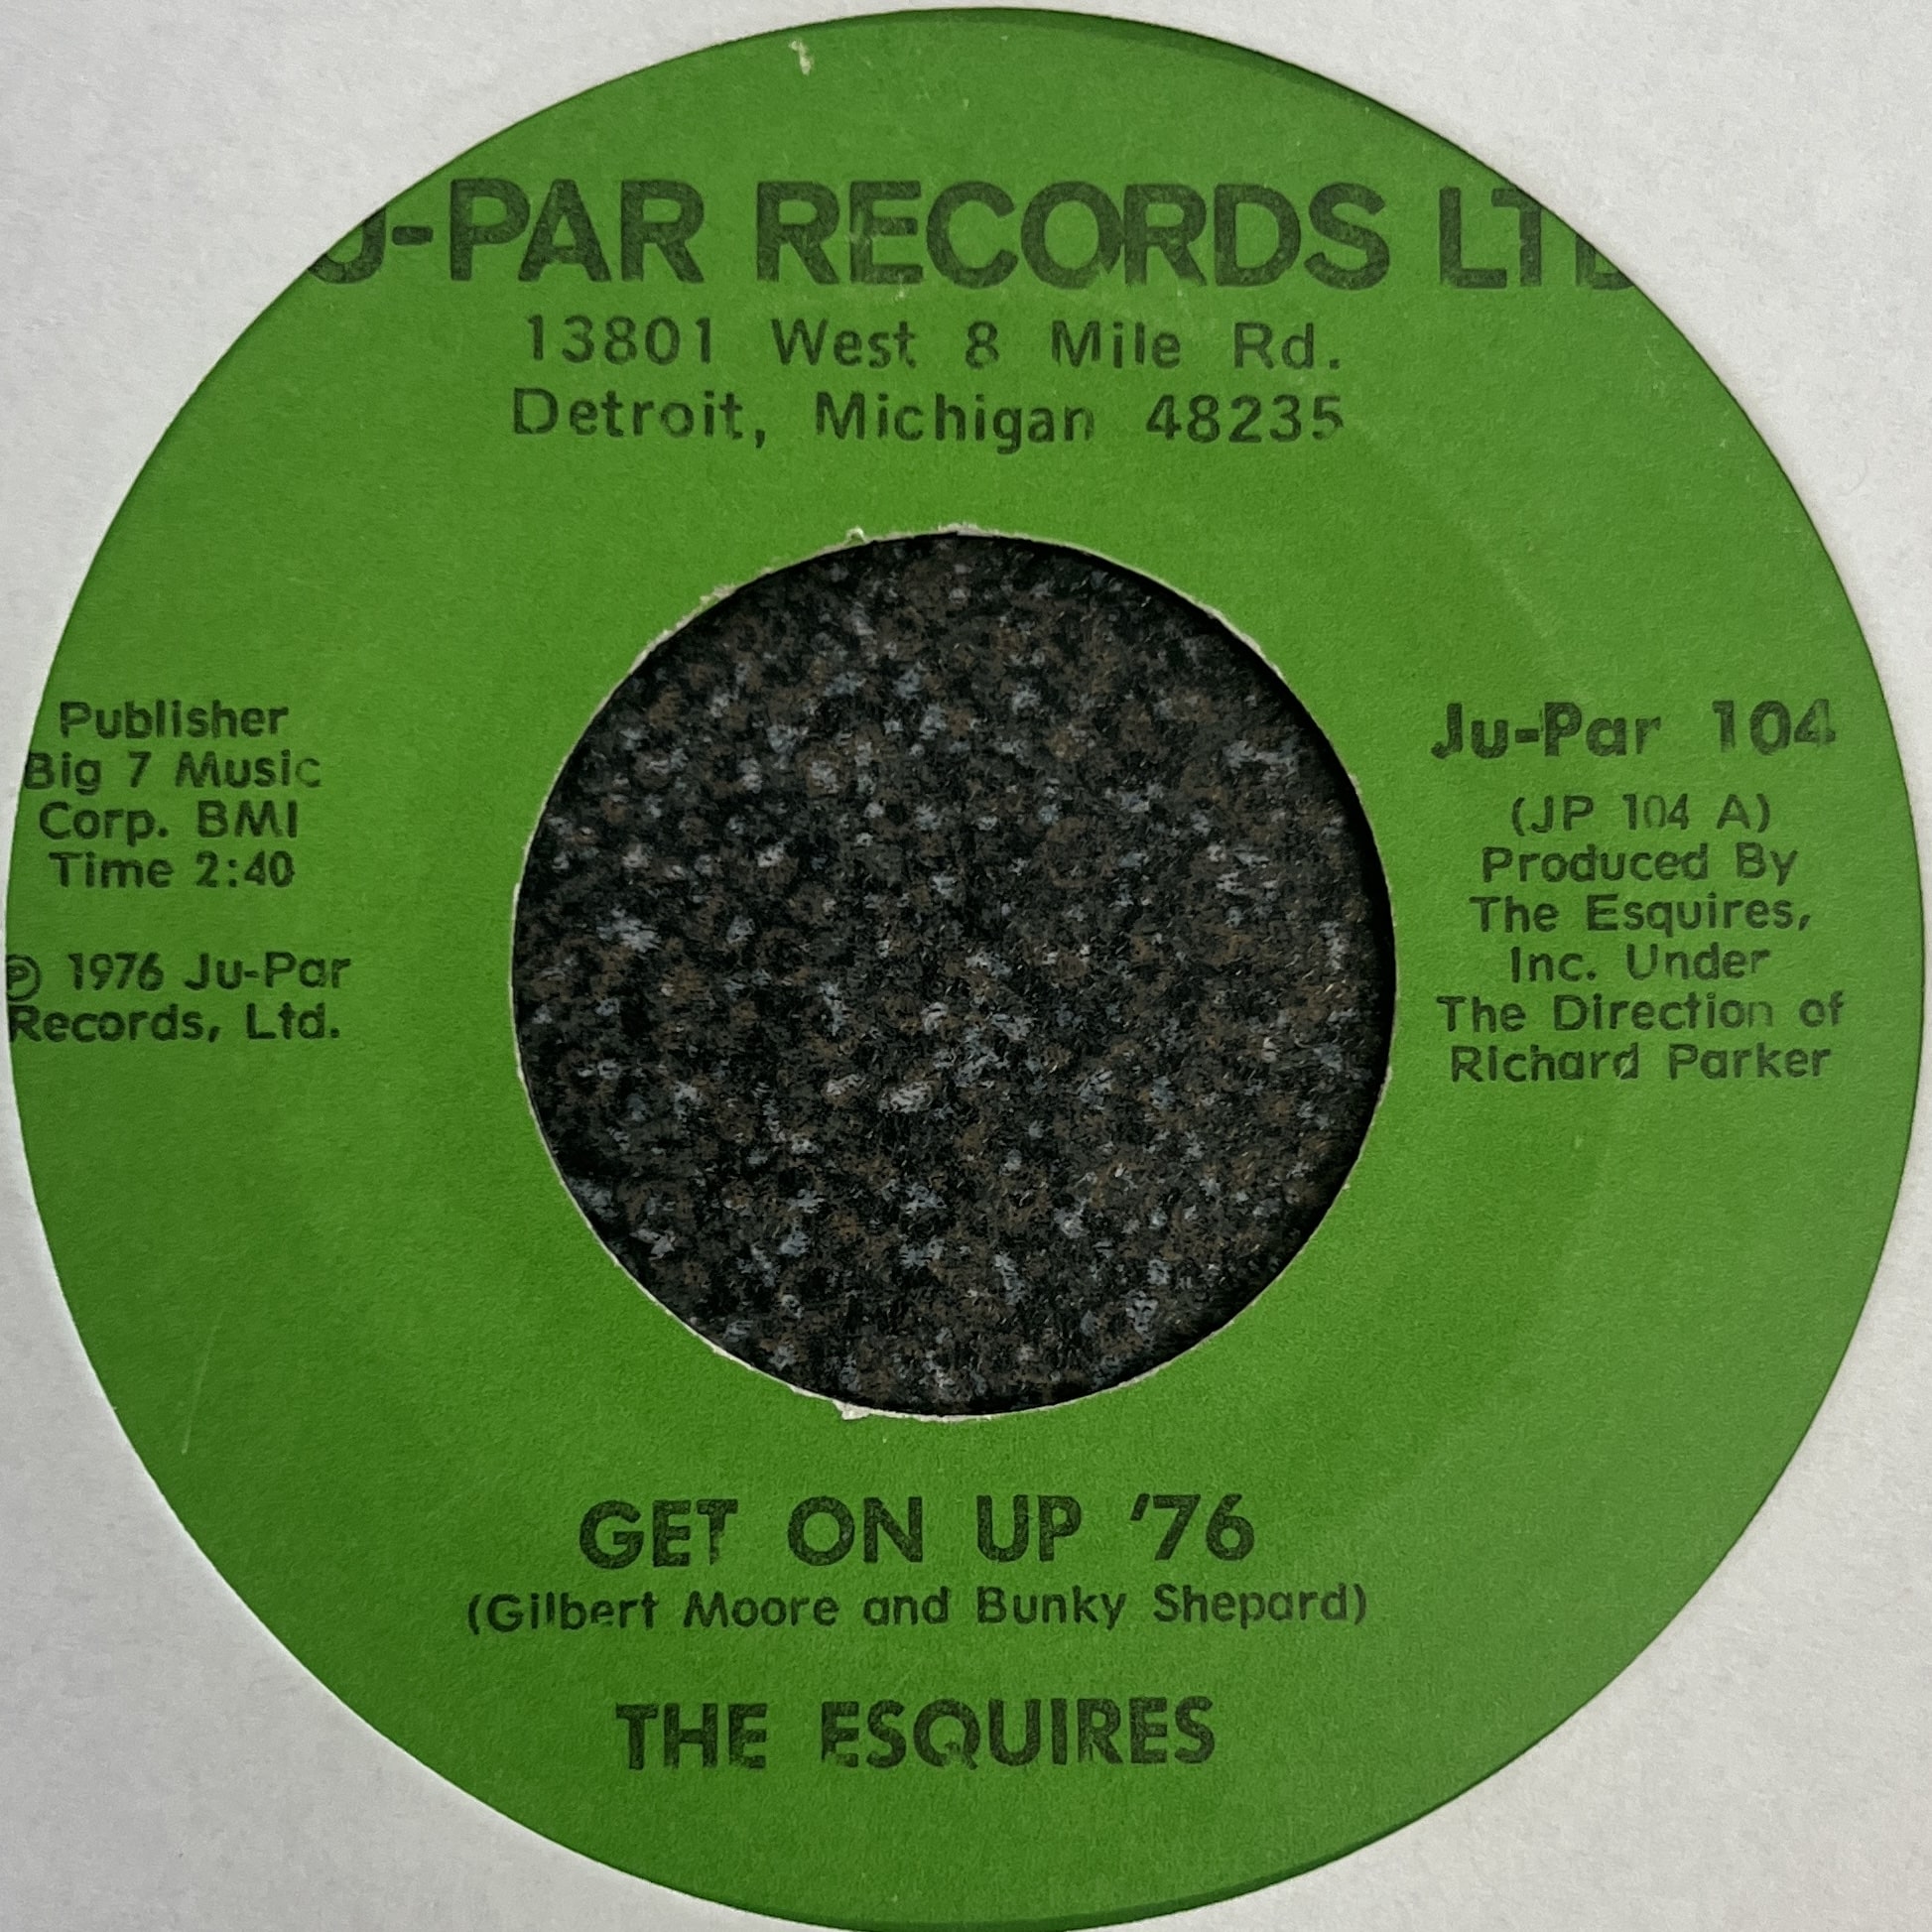 JU-PAR RECORDS LTD
13801 West 8 Mile Rd.
Detroit, Michigan 48235
Publisher
Big 7 Music
Corp. BMI
Time 2:40
℗ 1976 Ju-Par
Records, Ltd.
Ju-Par 104
(JP 104 A)
Produced By
The Esquires,
Inc. Under
The Direction of
Richard Parker
GET ON UP '76
(Gilbert Moore and Bunky Shepard)
THE ESQUIRES